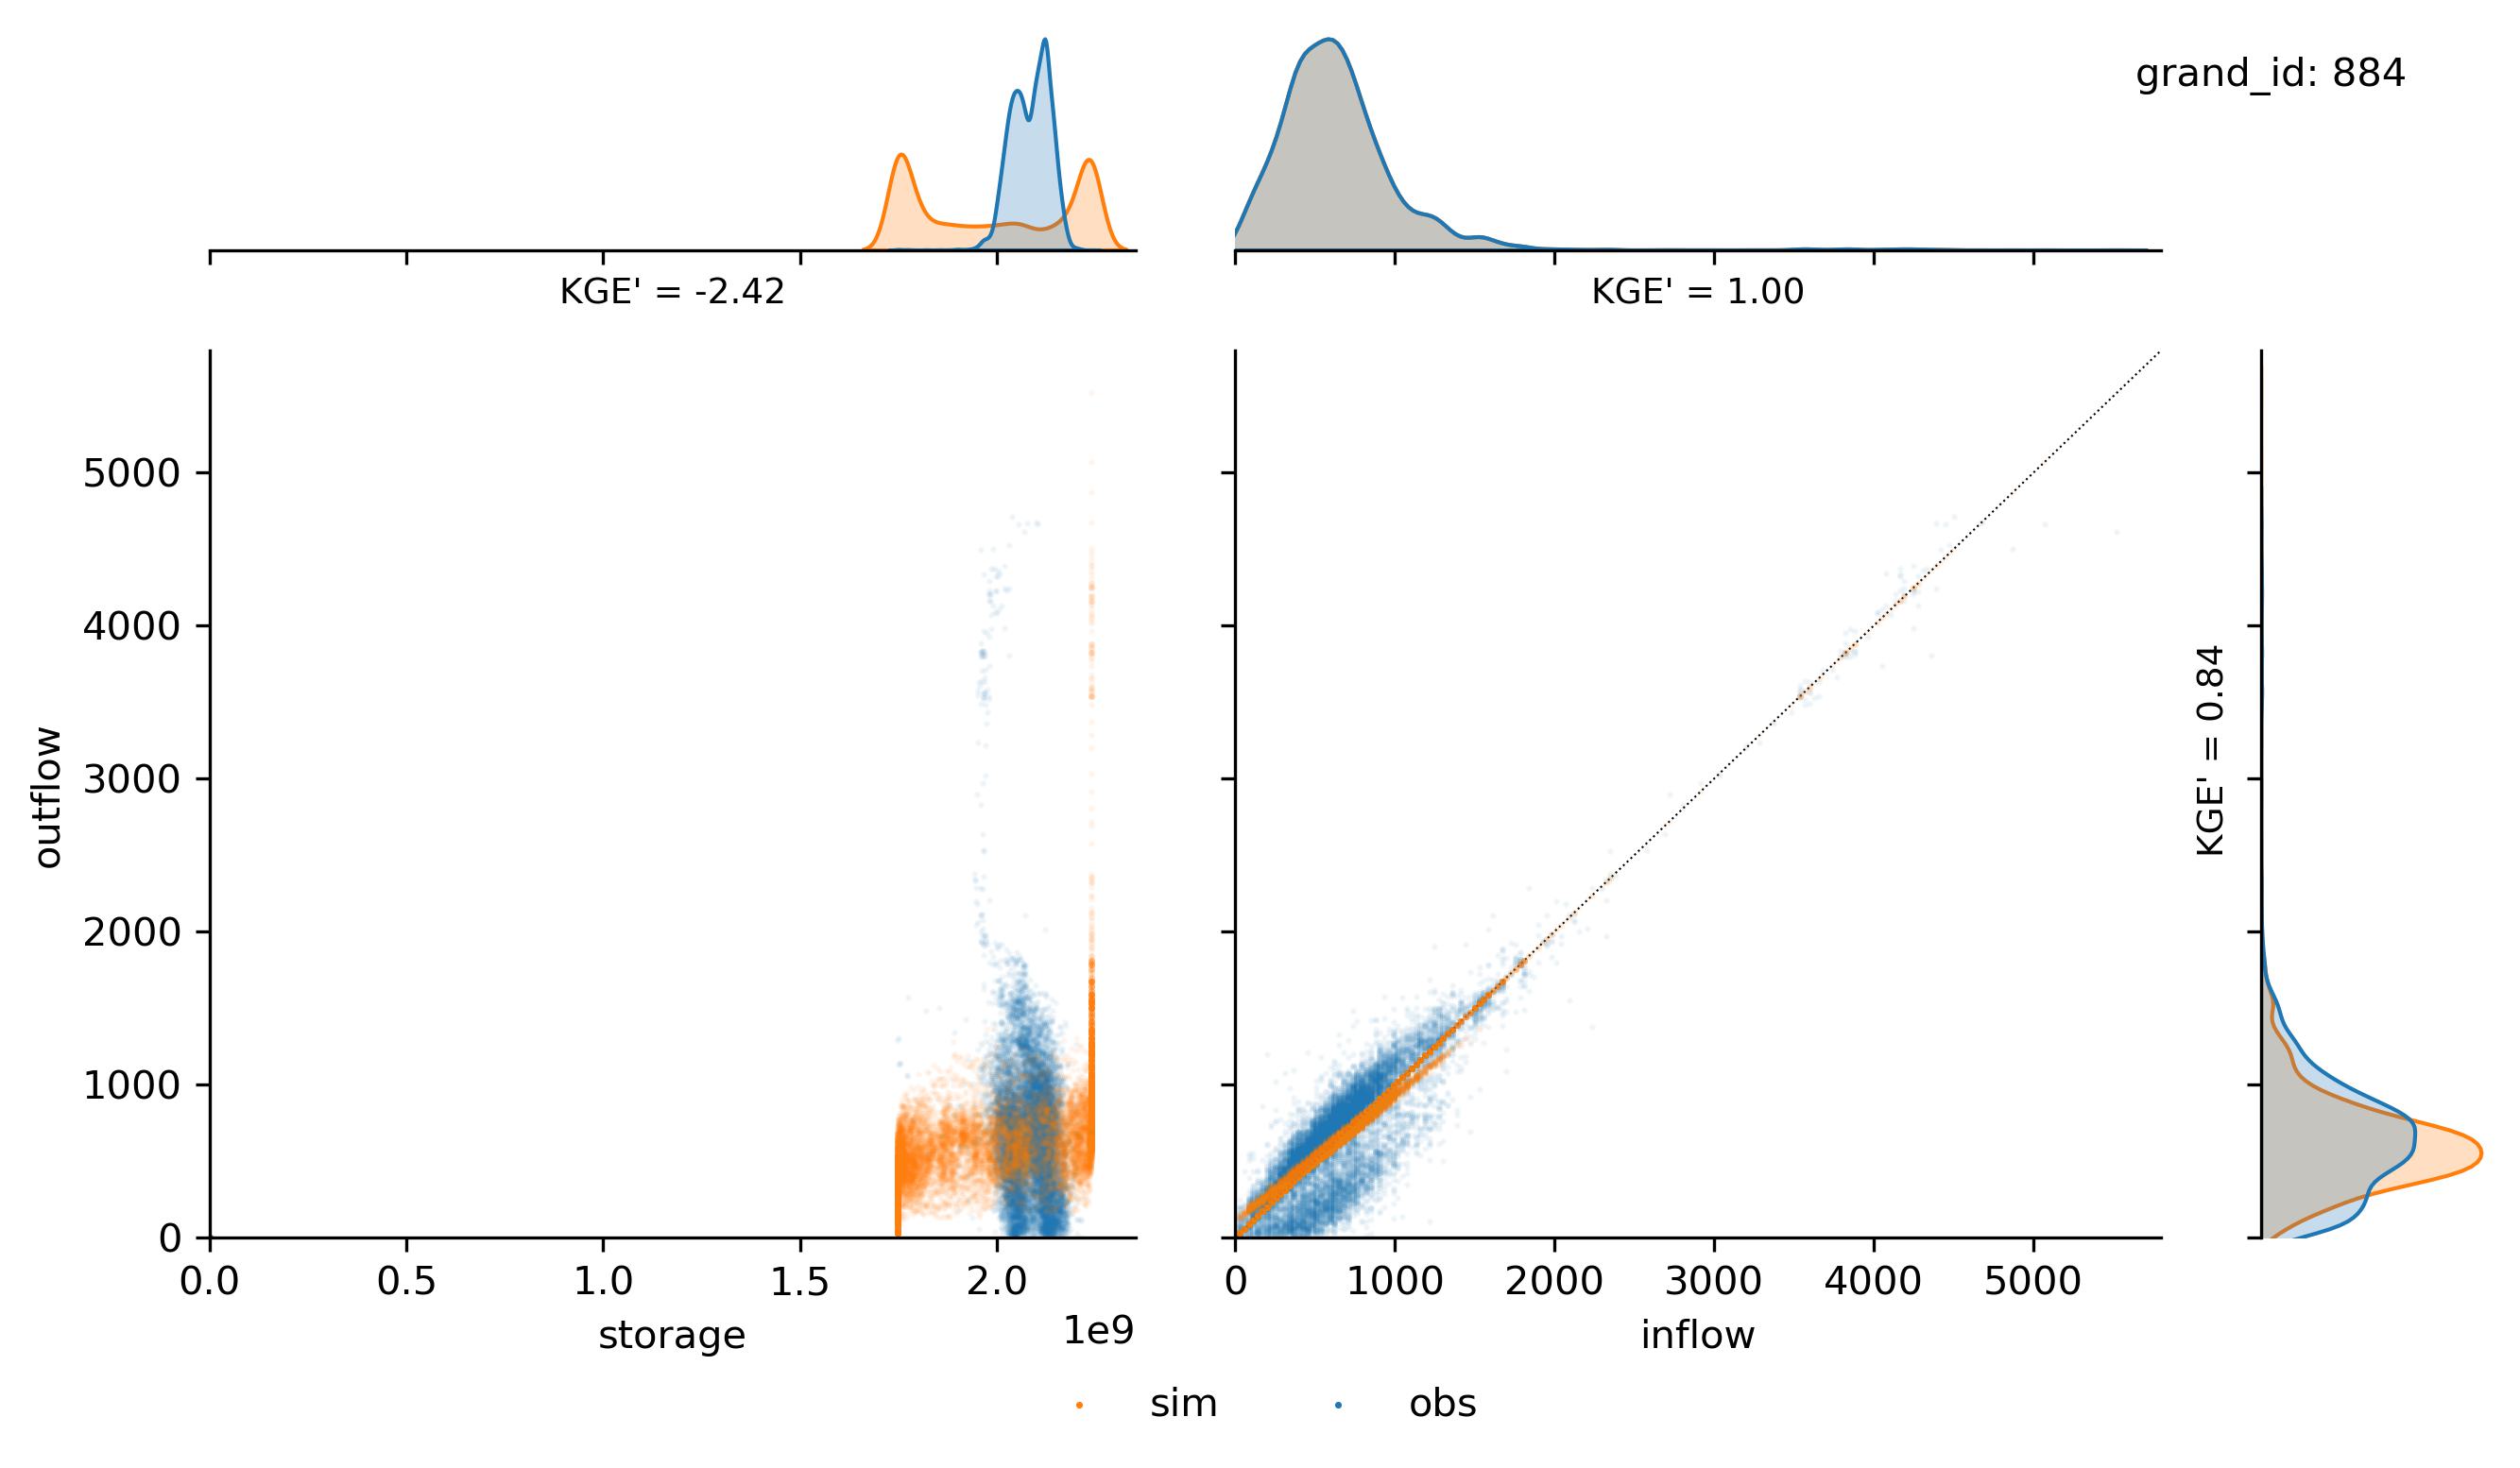 grand_id: 884
KGE' = -2.42
KGE' = 1.00
outflow
5000
4000
3000
2000
1000
0
KGE' = 0.84
0.0 0.5 1.0 1.5 2.0
1e9
storage
0 1000 2000 3000 4000 5000
inflow
sim obs